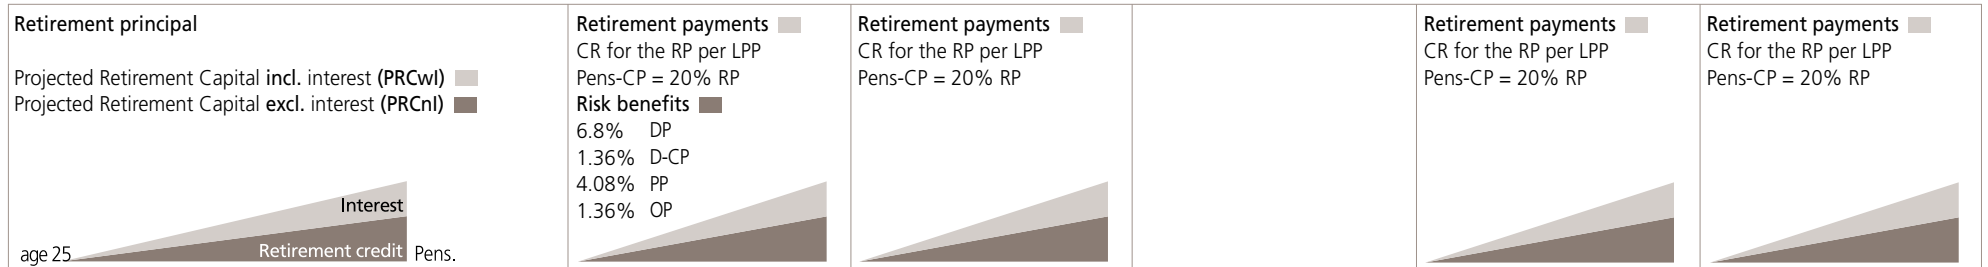 Retirement principal
Projected Retirement Capital incl. interest (PRCwI)
Projected Retirement Capital excl. interest (PRCnI)
Interest
Retirement credit
age 25
Pens.
Retirement payments
CR for the RP per LPP
Pens-CP = 20% RP
Risk benefits
6.8% DP
1.36% D-CP
4.08% PP
1.36% OP
Retirement payments
CR for the RP per LPP
Pens-CP = 20% RP
Retirement payments
CR for the RP per LPP
Pens-CP = 20% RP
Retirement payments
CR for the RP per LPP
Pens-CP = 20% RP